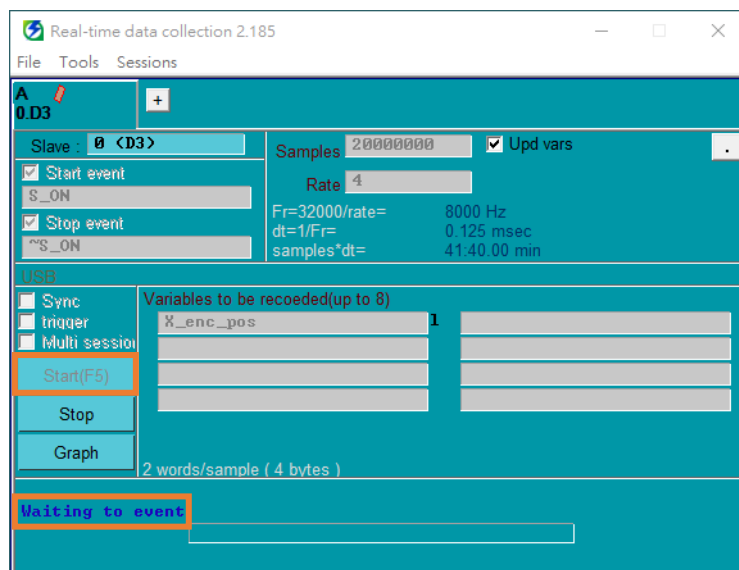 Real-time data collection 2.185
File Tools Sessions
A
0.D3
+
Slave : 0 (D3)
Samples 20000000
Upd vars
.
Start event
Rate 4
S_ON
Fr=32000/rate= 8000 Hz
Stop event
dt=1/Fr= 0.125 msec
~S_ON
samples*dt= 41:40.00 min
USB
Sync
Variables to be recoeded(up to 8)
trigger
X_enc_pos 1
Multi session
Start(F5)
Stop
Graph
2 words/sample ( 4 bytes )
Waiting to event